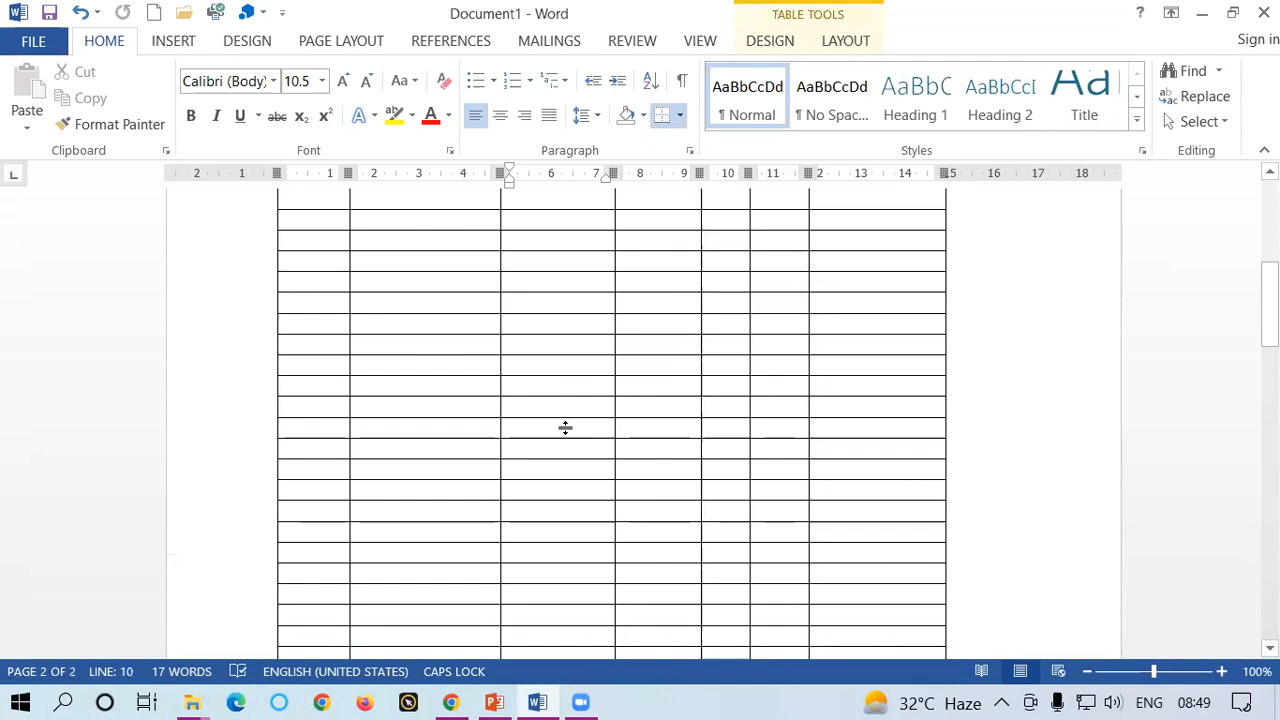 Document1 - Word
TABLE TOOLS
?
FILE
HOME
INSERT
DESIGN
PAGE LAYOUT
REFERENCES
MAILINGS
REVIEW
VIEW
DESIGN
LAYOUT
Sign in
Paste
Cut
Copy
Format Painter
Clipboard
Calibri (Body)
10.5
Aa
B I U abc X₂ X²
A
Font
Paragraph
AaBbCcDd
¶ Normal
AaBbCcDd
¶ No Spac...
AaBbC
Heading 1
AaBbCc
Heading 2
Aa
Title
Styles
Find
Replace
Select
Editing
2 1 1 2 3 4 6 7 8 9 10 11 2 13 14 15 16 17 18
PAGE 2 OF 2
LINE: 10
17 WORDS
ENGLISH (UNITED STATES)
CAPS LOCK
100%
32°C Haze
ENG
08:49